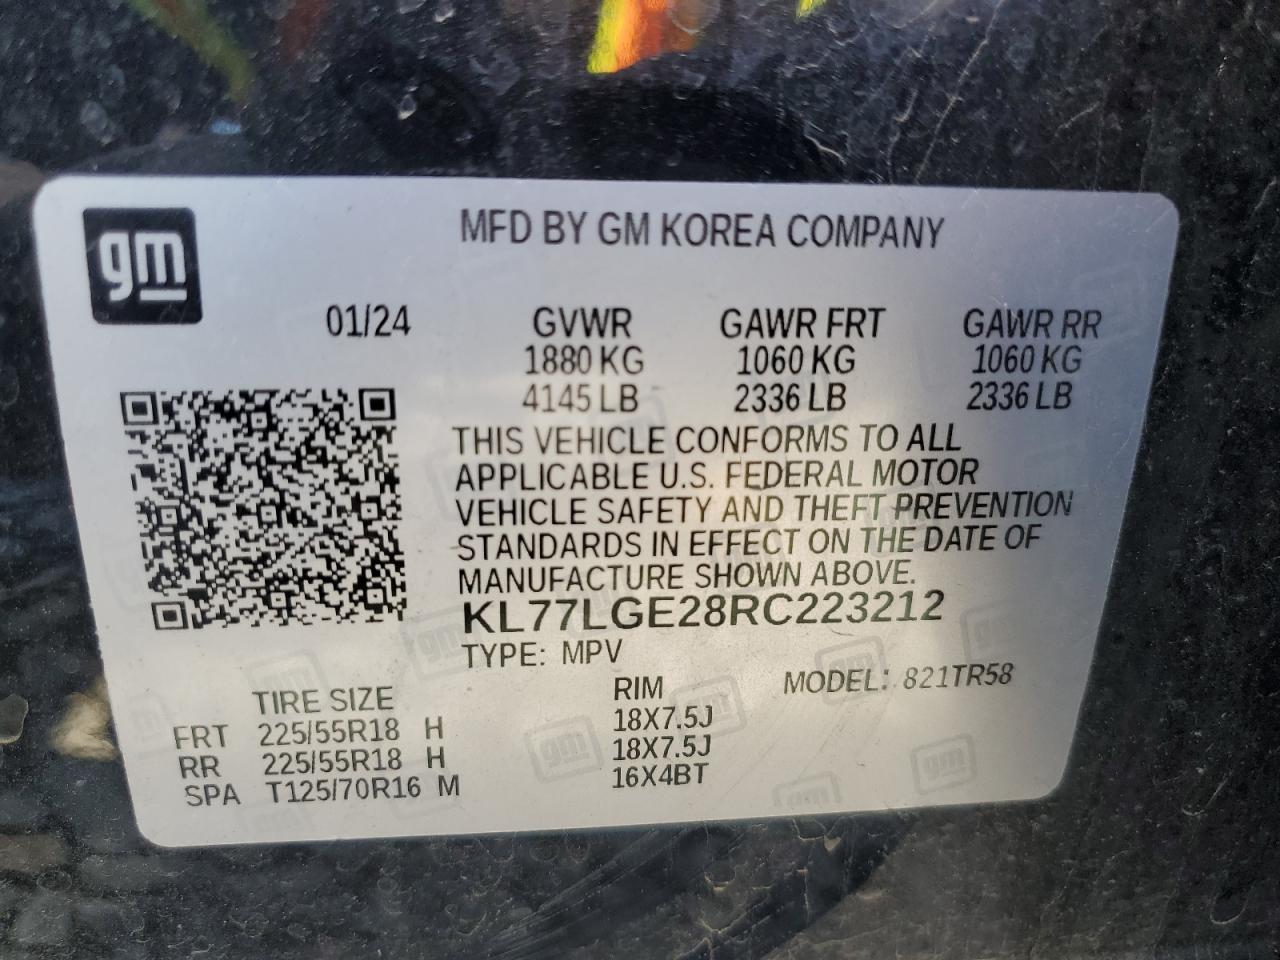 gm
MFD BY GM KOREA COMPANY
01/24 GVWR GAWR FRT GAWR RR
1880 KG 1060 KG 1060 KG
4145 LB 2336 LB 2336 LB
THIS VEHICLE CONFORMS TO ALL
APPLICABLE U.S. FEDERAL MOTOR
VEHICLE SAFETY AND THEFT PREVENTION
STANDARDS IN EFFECT ON THE DATE OF
MANUFACTURE SHOWN ABOVE.
KL77LGE28RC223212
TYPE: MPV
MODEL: 821TR58
TIRE SIZE RIM
FRT 225/55R18 H 18X7.5J
RR 225/55R18 H 18X7.5J
SPA T125/70R16 M 16X4BT